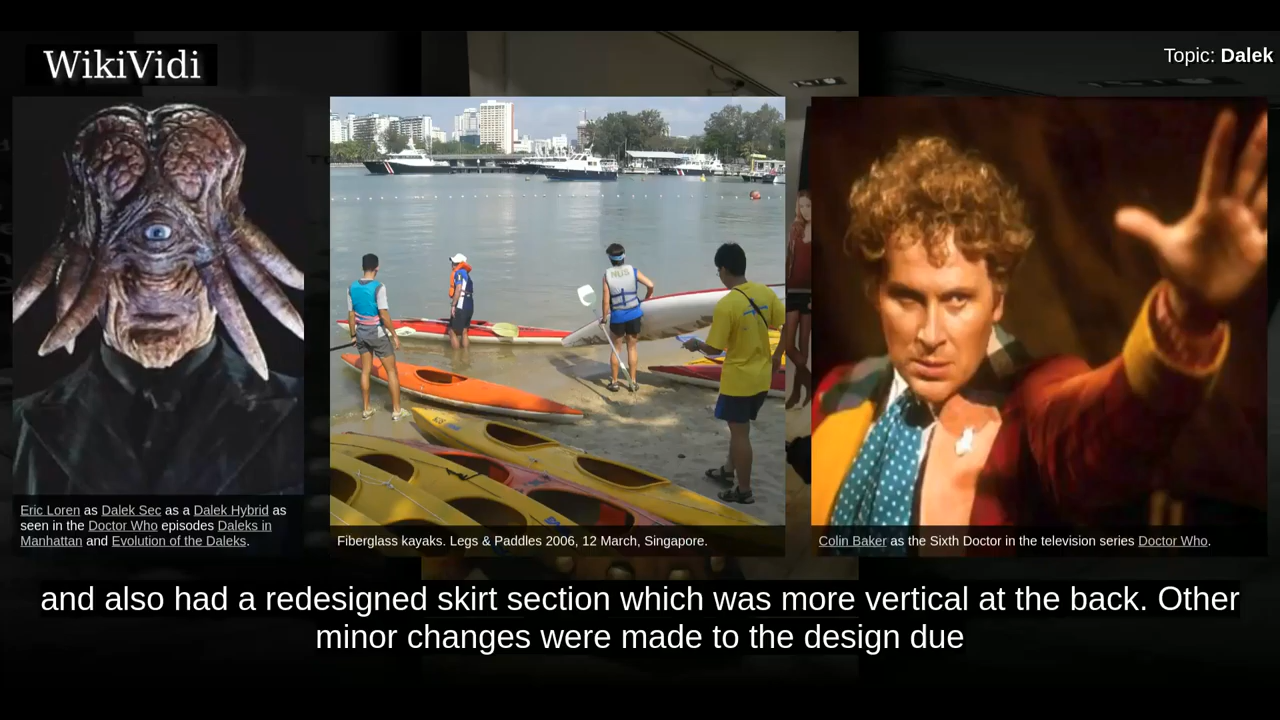 WikiVidi
Topic: Dalek
Eric Loren as Dalek Sec as a Dalek Hybrid as
seen in the Doctor Who episodes Daleks in
Manhattan and Evolution of the Daleks.
NUS
Fiberglass kayaks. Legs & Paddles 2006, 12 March, Singapore.
Colin Baker as the Sixth Doctor in the television series Doctor Who.
and also had a redesigned skirt section which was more vertical at the back. Other
minor changes were made to the design due